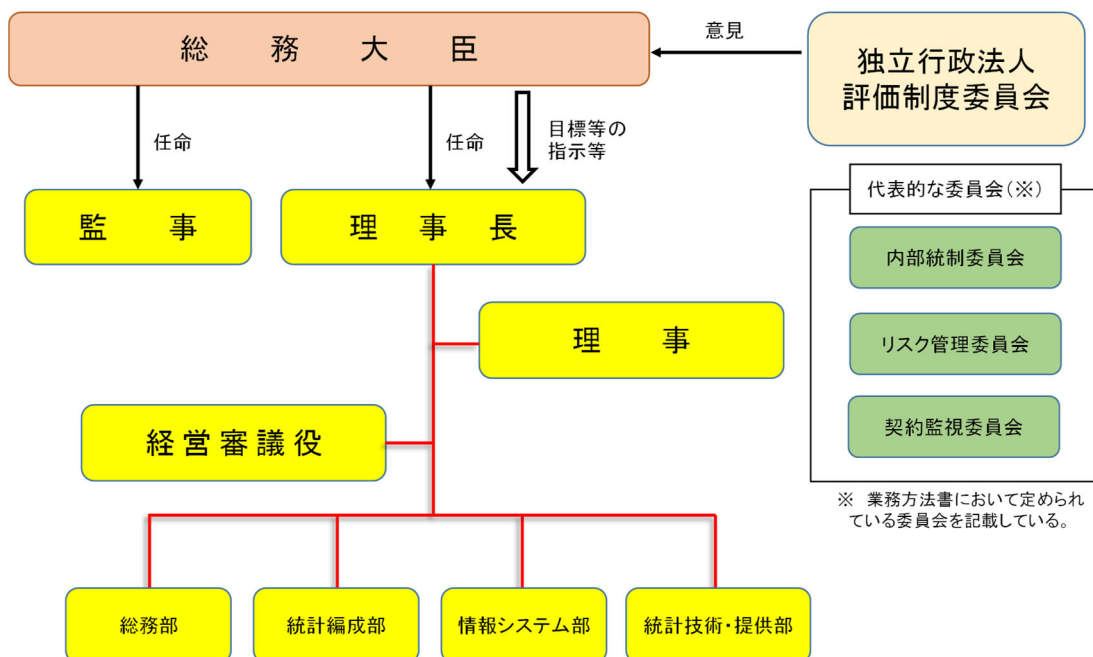 総務大臣
意見
独立行政法人
評価制度委員会
任命
任命
目標等の
指示等
監事
理事長
代表的な委員会(※)
内部統制委員会
理事
リスク管理委員会
経営審議役
契約監視委員会
※ 業務方法書において定められ
ている委員会を記載している。
総務部
統計編成部
情報システム部
統計技術・提供部